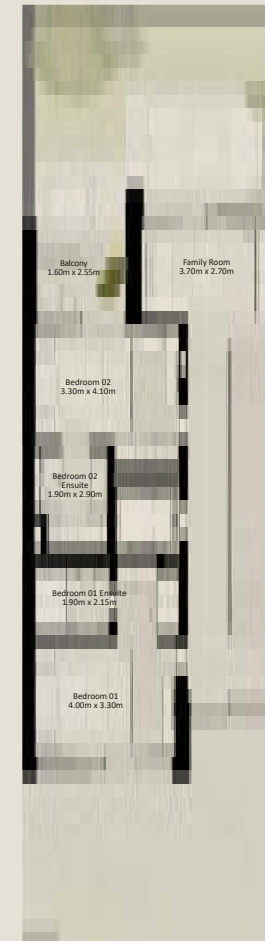 Balcony
1.60m x 2.55m
Family Room
3.70m x 2.70m
Bedroom 02
3.30m x 4.10m
Bedroom 02
Ensuite
1.90m x 2.90m
Bedroom 01 Ensuite
1.90m x 2.15m
Bedroom 01
4.00m x 3.30m